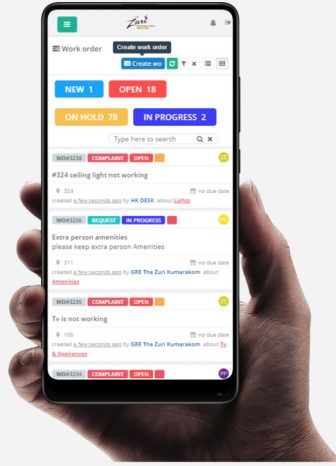 Zuri
Create work order
Work order
Create wo
NEW 1
OPEN 18
ON HOLD 78
IN PROGRESS 2
Type here to search
WO#3238 COMPLAINT OPEN
#324 ceiling light not working
324 no due date
created a few seconds ago by HK DESK about Lights
WO#3236 REQUEST IN PROGRESS
Extra person amenities
please keep extra person Amenities
211 no due date
created a few seconds ago by GRE The Zuri Kumarakom about
Amenities
WO#3235 COMPLAINT OPEN
Tv is not working
105 no due date
created a few seconds ago by GRE The Zuri Kumarakom about Tv
& Appliances
WO#3234 COMPLAINT OPEN
PP